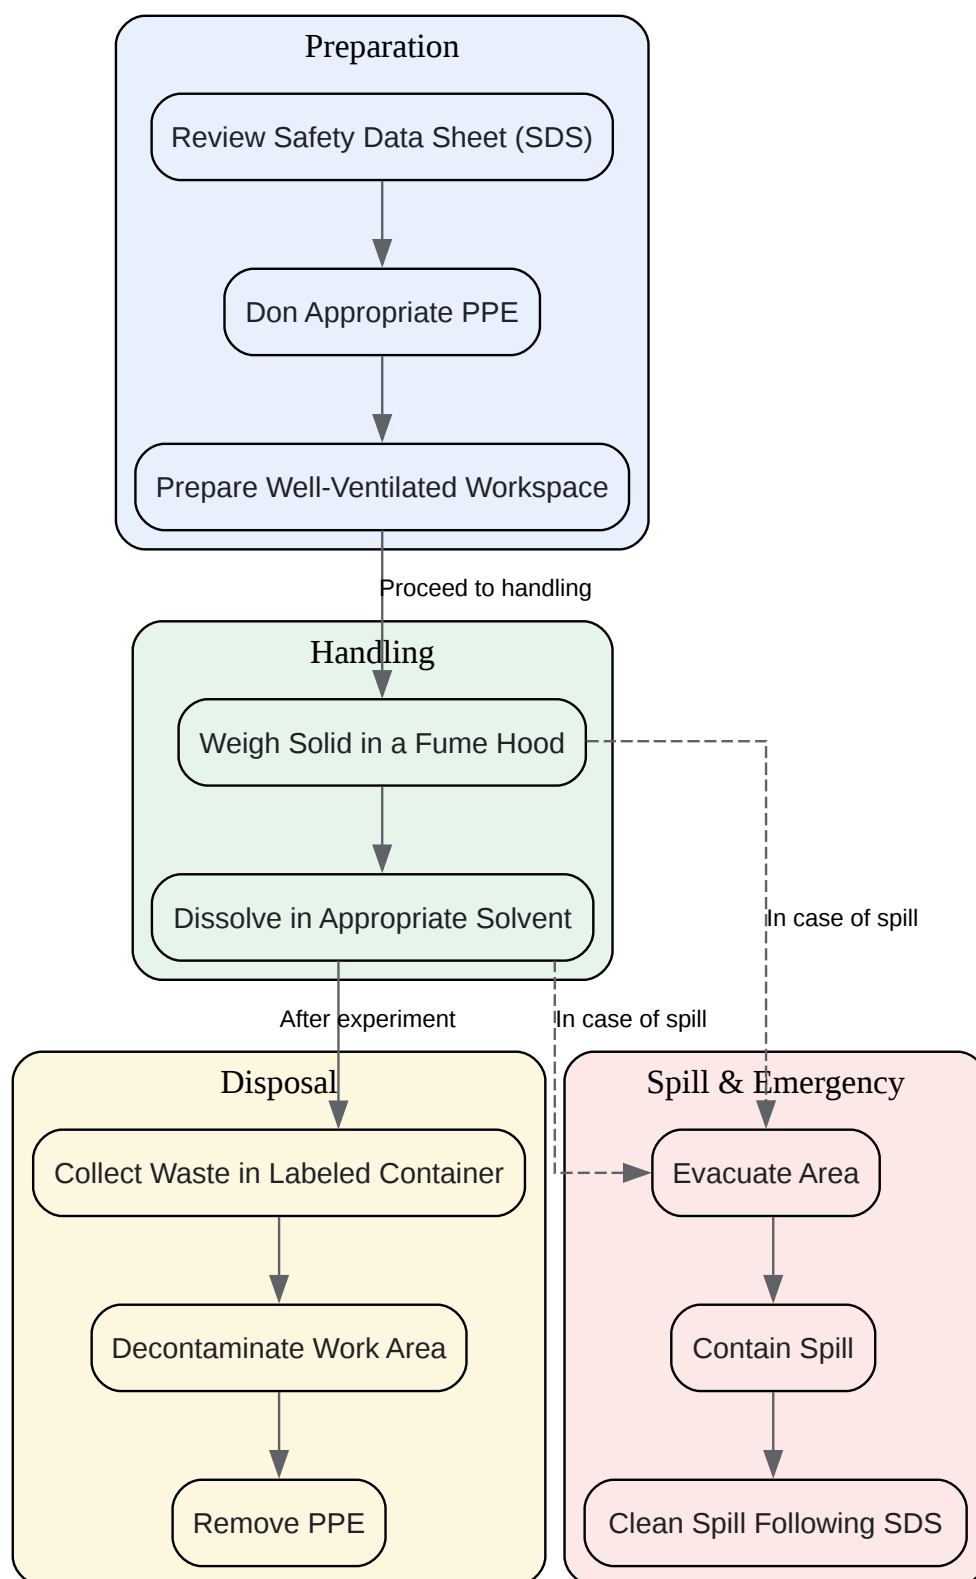 Preparation
Review Safety Data Sheet (SDS)
Don Appropriate PPE
Prepare Well-Ventilated Workspace
Proceed to handling
Handling
Weigh Solid in a Fume Hood
Dissolve in Appropriate Solvent
In case of spill
After experiment
In case of spill
Disposal
Collect Waste in Labeled Container
Decontaminate Work Area
Remove PPE
Spill & Emergency
Evacuate Area
Contain Spill
Clean Spill Following SDS